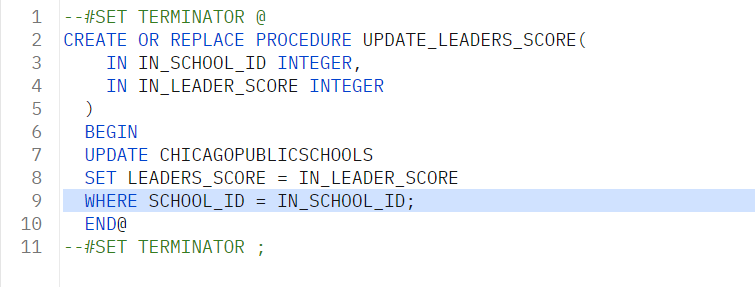 1 --#SET TERMINATOR @
2 CREATE OR REPLACE PROCEDURE UPDATE_LEADERS_SCORE(
3 IN IN_SCHOOL_ID INTEGER,
4 IN IN_LEADER_SCORE INTEGER
5 )
6 BEGIN
7 UPDATE CHICAGOPUBLICSCHOOLS
8 SET LEADERS_SCORE = IN_LEADER_SCORE
9 WHERE SCHOOL_ID = IN_SCHOOL_ID;
10 END@
11 --#SET TERMINATOR ;